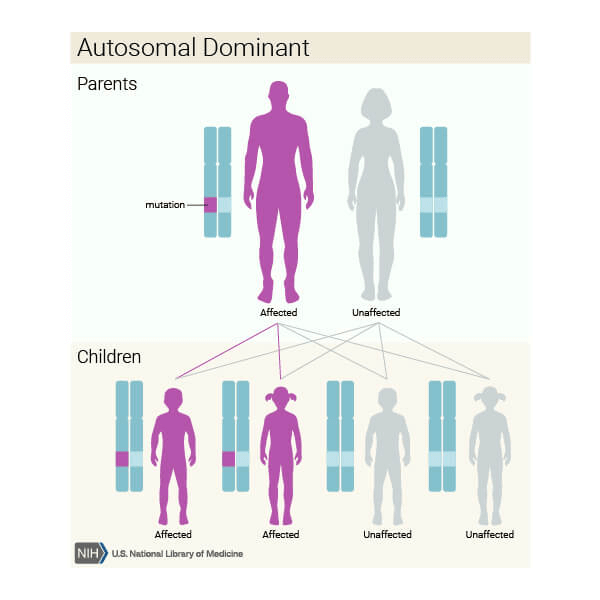 Autosomal Dominant
Parents
mutation
Affected Unaffected
Children
Affected Affected Unaffected Unaffected
NIH U.S. National Library of Medicine